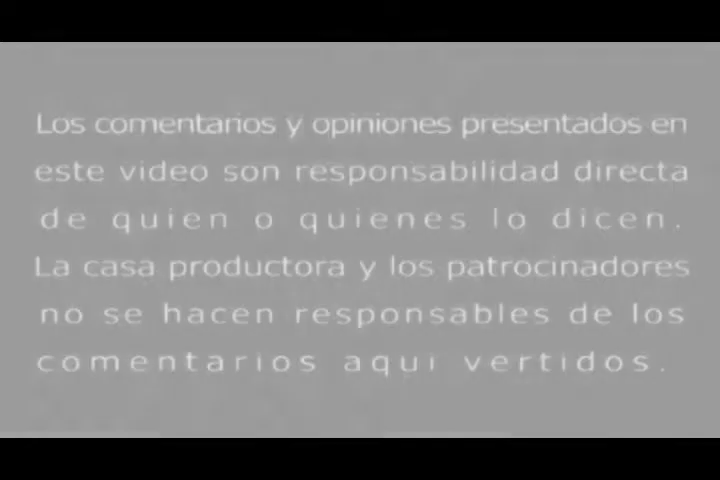 Los comentarios y opiniones presentados en
este video son responsabilidad directa
de quien o quienes lo dicen.
La casa productora y los patrocinadores
no se hacen responsables de los
comentarios aqui vertidos.